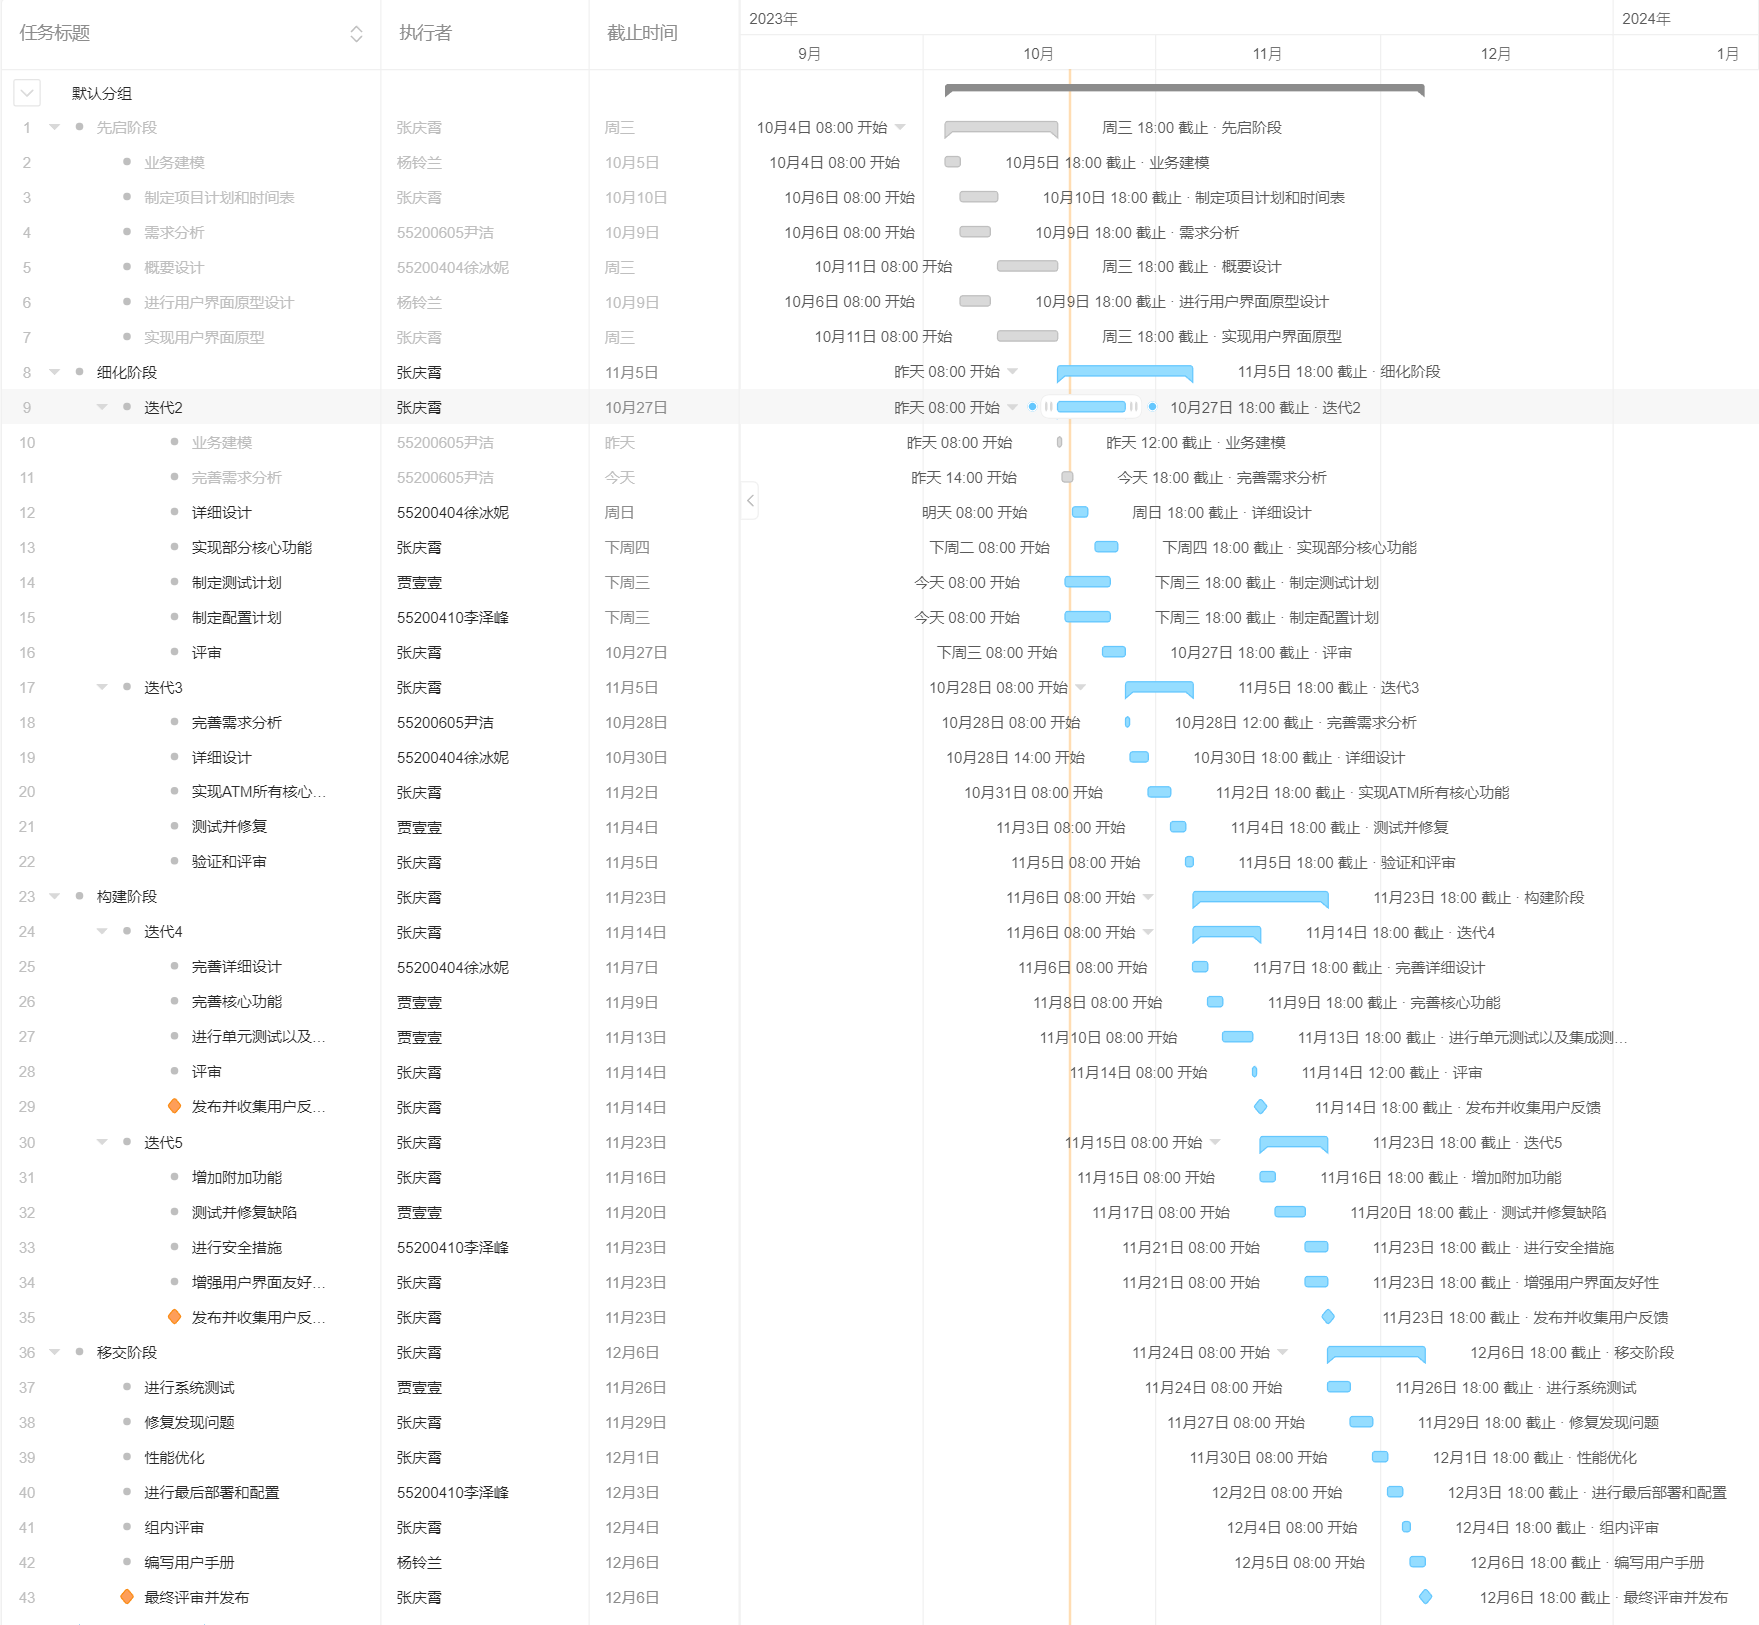 任务标题 执行者 截止时间 2023年 2024年
9月 10月 11月 12月 1月
默认分组
1 先启阶段 张庆霄 周三 10月4日 08:00 开始 周三 18:00 截止 · 先启阶段
2 业务建模 杨铃兰 10月5日 10月4日 08:00 开始 10月5日 18:00 截止 · 业务建模
3 制定项目计划和时间表 张庆霄 10月10日 10月6日 08:00 开始 10月10日 18:00 截止 · 制定项目计划和时间表
4 需求分析 55200605尹洁 10月9日 10月6日 08:00 开始 10月9日 18:00 截止 · 需求分析
5 概要设计 55200404徐冰妮 周三 10月11日 08:00 开始 周三 18:00 截止 · 概要设计
6 进行用户界面原型设计 杨铃兰 10月9日 10月6日 08:00 开始 10月9日 18:00 截止 · 进行用户界面原型设计
7 实现用户界面原型 张庆霄 周三 10月11日 08:00 开始 周三 18:00 截止 · 实现用户界面原型
8 细化阶段 张庆霄 11月5日 昨天 08:00 开始 11月5日 18:00 截止 · 细化阶段
9 迭代2 张庆霄 10月27日 昨天 08:00 开始 10月27日 18:00 截止 · 迭代2
10 业务建模 55200605尹洁 昨天 昨天 08:00 开始 昨天 12:00 截止 · 业务建模
11 完善需求分析 55200605尹洁 今天 昨天 14:00 开始 今天 18:00 截止 · 完善需求分析
12 详细设计 55200404徐冰妮 周日 明天 08:00 开始 周日 18:00 截止 · 详细设计
13 实现部分核心功能 张庆霄 下周四 下周二 08:00 开始 下周四 18:00 截止 · 实现部分核心功能
14 制定测试计划 贾壹壹 下周三 今天 08:00 开始 下周三 18:00 截止 · 制定测试计划
15 制定配置计划 55200410李泽峰 下周三 今天 08:00 开始 下周三 18:00 截止 · 制定配置计划
16 评审 张庆霄 10月27日 下周三 08:00 开始 10月27日 18:00 截止 · 评审
17 迭代3 张庆霄 11月5日 10月28日 08:00 开始 11月5日 18:00 截止 · 迭代3
18 完善需求分析 55200605尹洁 10月28日 10月28日 08:00 开始 10月28日 12:00 截止 · 完善需求分析
19 详细设计 55200404徐冰妮 10月30日 10月28日 14:00 开始 10月30日 18:00 截止 · 详细设计
20 实现ATM所有核心... 张庆霄 11月2日 10月31日 08:00 开始 11月2日 18:00 截止 · 实现ATM所有核心功能
21 测试并修复 贾壹壹 11月4日 11月3日 08:00 开始 11月4日 18:00 截止 · 测试并修复
22 验证和评审 张庆霄 11月5日 11月5日 08:00 开始 11月5日 18:00 截止 · 验证和评审
23 构建阶段 张庆霄 11月23日 11月6日 08:00 开始 11月23日 18:00 截止 · 构建阶段
24 迭代4 张庆霄 11月14日 11月6日 08:00 开始 11月14日 18:00 截止 · 迭代4
25 完善详细设计 55200404徐冰妮 11月7日 11月6日 08:00 开始 11月7日 18:00 截止 · 完善详细设计
26 完善核心功能 贾壹壹 11月9日 11月8日 08:00 开始 11月9日 18:00 截止 · 完善核心功能
27 进行单元测试以及... 贾壹壹 11月13日 11月10日 08:00 开始 11月13日 18:00 截止 · 进行单元测试以及集成测...
28 评审 张庆霄 11月14日 11月14日 08:00 开始 11月14日 12:00 截止 · 评审
29 发布并收集用户反... 张庆霄 11月14日 11月14日 18:00 截止 · 发布并收集用户反馈
30 迭代5 张庆霄 11月23日 11月15日 08:00 开始 11月23日 18:00 截止 · 迭代5
31 增加附加功能 张庆霄 11月16日 11月15日 08:00 开始 11月16日 18:00 截止 · 增加附加功能
32 测试并修复缺陷 贾壹壹 11月20日 11月17日 08:00 开始 11月20日 18:00 截止 · 测试并修复缺陷
33 进行安全措施 55200410李泽峰 11月23日 11月21日 08:00 开始 11月23日 18:00 截止 · 进行安全措施
34 增强用户界面友好... 张庆霄 11月23日 11月21日 08:00 开始 11月23日 18:00 截止 · 增强用户界面友好性
35 发布并收集用户反... 张庆霄 11月23日 11月23日 18:00 截止 · 发布并收集用户反馈
36 移交阶段 张庆霄 12月6日 11月24日 08:00 开始 12月6日 18:00 截止 · 移交阶段
37 进行系统测试 贾壹壹 11月26日 11月24日 08:00 开始 11月26日 18:00 截止 · 进行系统测试
38 修复发现问题 张庆霄 11月29日 11月27日 08:00 开始 11月29日 18:00 截止 · 修复发现问题
39 性能优化 张庆霄 12月1日 11月30日 08:00 开始 12月1日 18:00 截止 · 性能优化
40 进行最后部署和配置 55200410李泽峰 12月3日 12月2日 08:00 开始 12月3日 18:00 截止 · 进行最后部署和配置
41 组内评审 张庆霄 12月4日 12月4日 08:00 开始 12月4日 18:00 截止 · 组内评审
42 编写用户手册 杨铃兰 12月6日 12月5日 08:00 开始 12月6日 18:00 截止 · 编写用户手册
43 最终评审并发布 张庆霄 12月6日 12月6日 18:00 截止 · 最终评审并发布